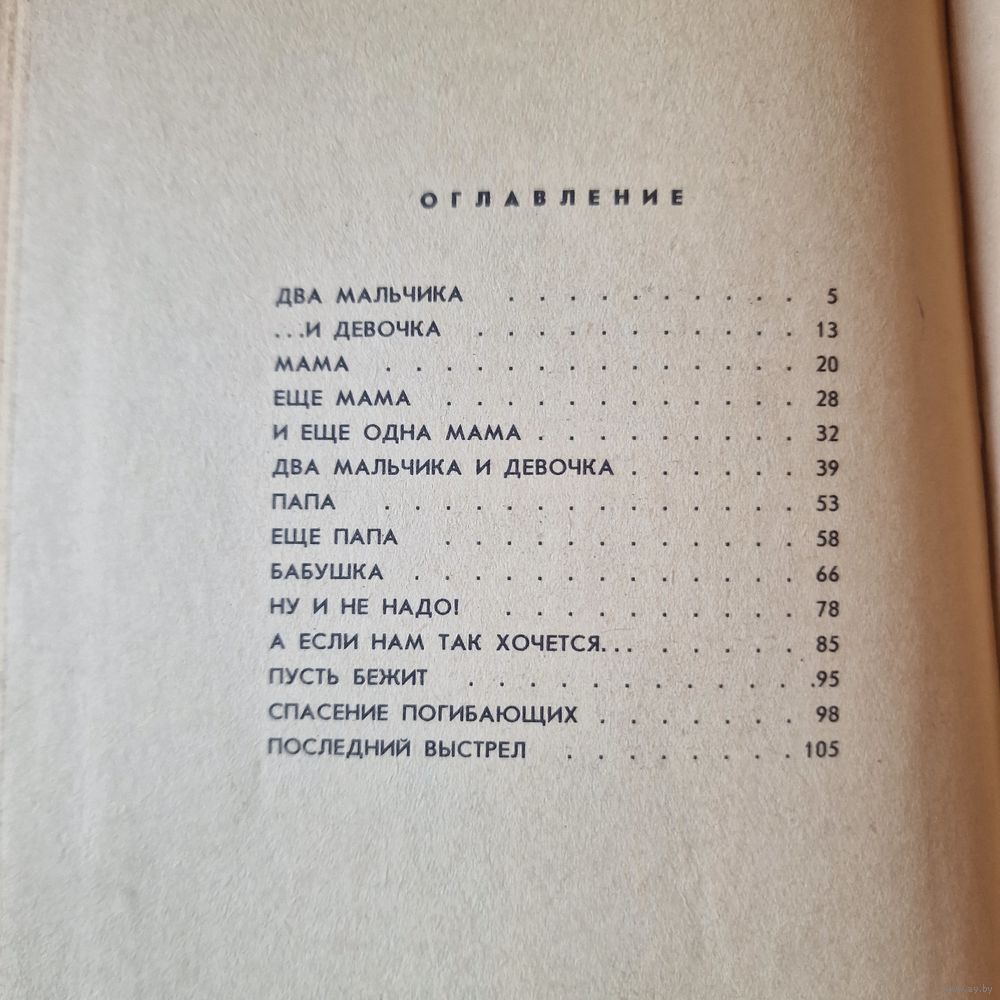 ОГЛАВЛЕНИЕ
ДВА МАЛЬЧИКА . . . . . . . . . . 5
...И ДЕВОЧКА . . . . . . . . . . . 13
МАМА . . . . . . . . . . . . . . 20
ЕЩЕ МАМА . . . . . . . . . . . . 28
И ЕЩЕ ОДНА МАМА . . . . . . . . . 32
ДВА МАЛЬЧИКА И ДЕВОЧКА . . . . . . 39
ПАПА . . . . . . . . . . . . . . 53
ЕЩЕ ПАПА . . . . . . . . . . . . 58
БАБУШКА . . . . . . . . . . . . . 66
НУ И НЕ НАДО! . . . . . . . . . . 78
А ЕСЛИ НАМ ТАК ХОЧЕТСЯ... . . . . . 85
ПУСТЬ БЕЖИТ . . . . . . . . . . . .95
СПАСЕНИЕ ПОГИБАЮЩИХ . . . . . . . 98
ПОСЛЕДНИЙ ВЫСТРЕЛ . . . . . . . . 105